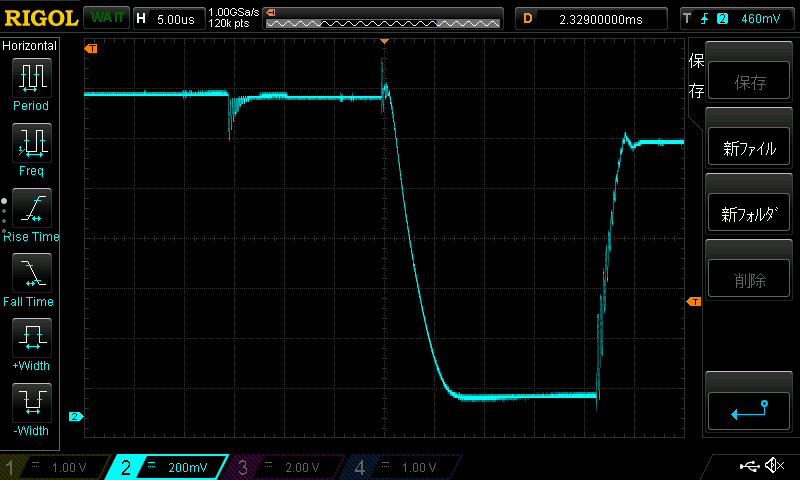 RIGOL WAIT H 5.00us 1.00GSa/s D 2.32900000ms T 2 460mV
120k pts
Horizontal
Period
Freq
Rise Time
Fall Time
+Width
-Width
T
T
2
保存
保存
新ファイル
新フォルダ
削除
1 = 1.00 V 2 = 200mV 3 = 2.00 V 4 = 1.00 V